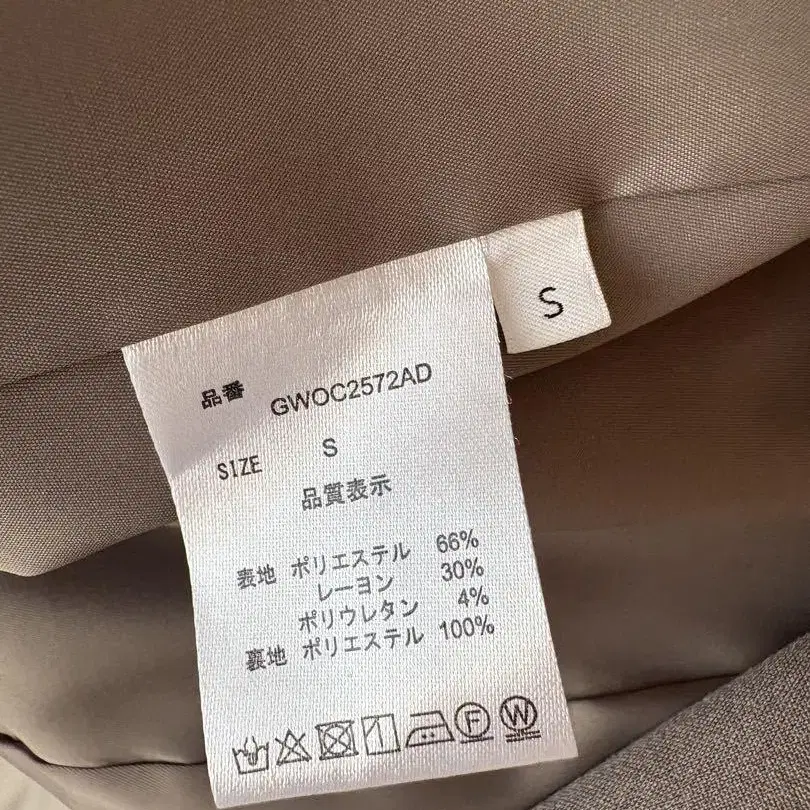 S
品番 GWOC2572AD
SIZE S
品質表示
表地 ポリエステル 66%
レーヨン 30%
ポリウレタン 4%
裏地 ポリエステル 100%
F W